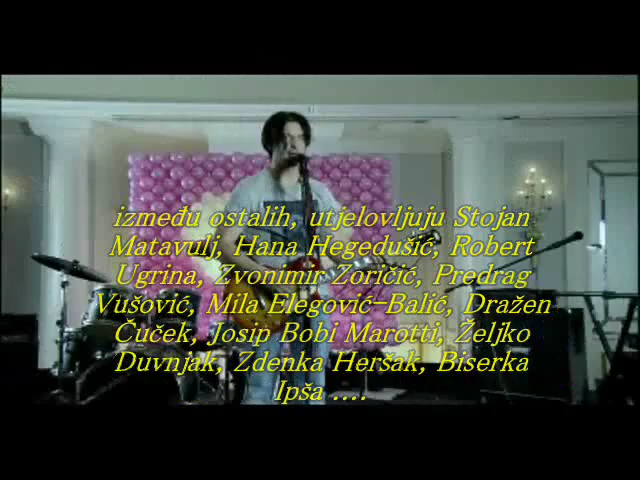 između ostalih, utjelovljuju Stojan
Matavulj, Hana Hegedušić, Robert
Ugrina, Zvonimir Zoričić, Predrag
Vušović, Mila Elegović-Balić, Dražen
Čuček, Josip Bobi Marotti, Željko
Duvnjak, Zdenka Heršak, Biserka
Ipša ....